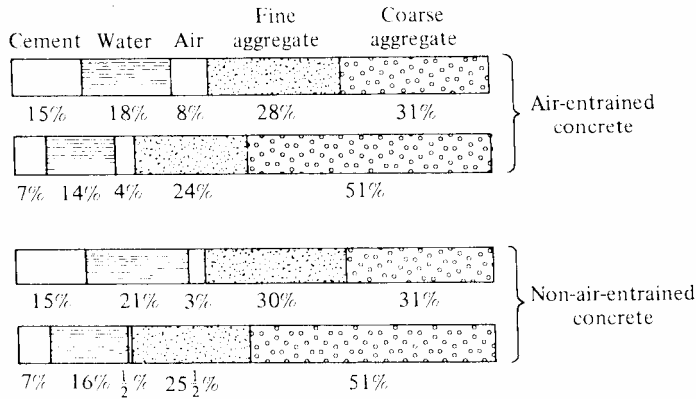 Fine
Coarse
Cement Water Air aggregate aggregate
15% 18% 8% 28% 31%
Air-entrained
concrete
7% 14% 4% 24% 51%
15% 21% 3% 30% 31%
Non-air-entrained
concrete
7% 16% ½% 25½% 51%